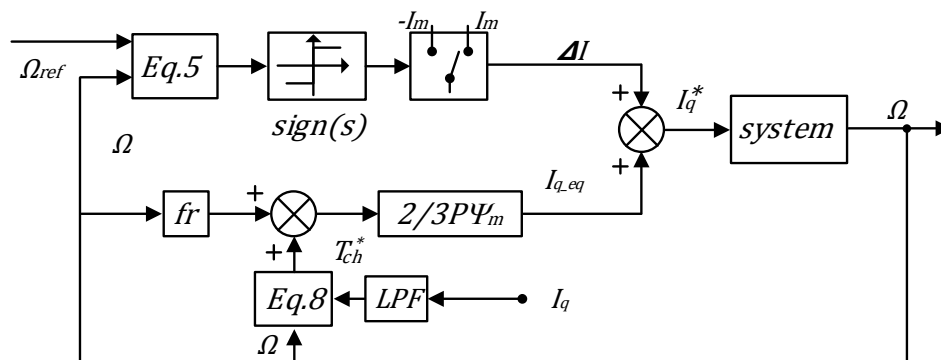 -Im Im
Ωref
Eq.5
sign(s)
ΔI
+
Iq*
system
Ω
Ω
+
fr
+
2/3PΨm
Iq_eq
+
Tch*
Eq.8
LPF
Iq
Ω